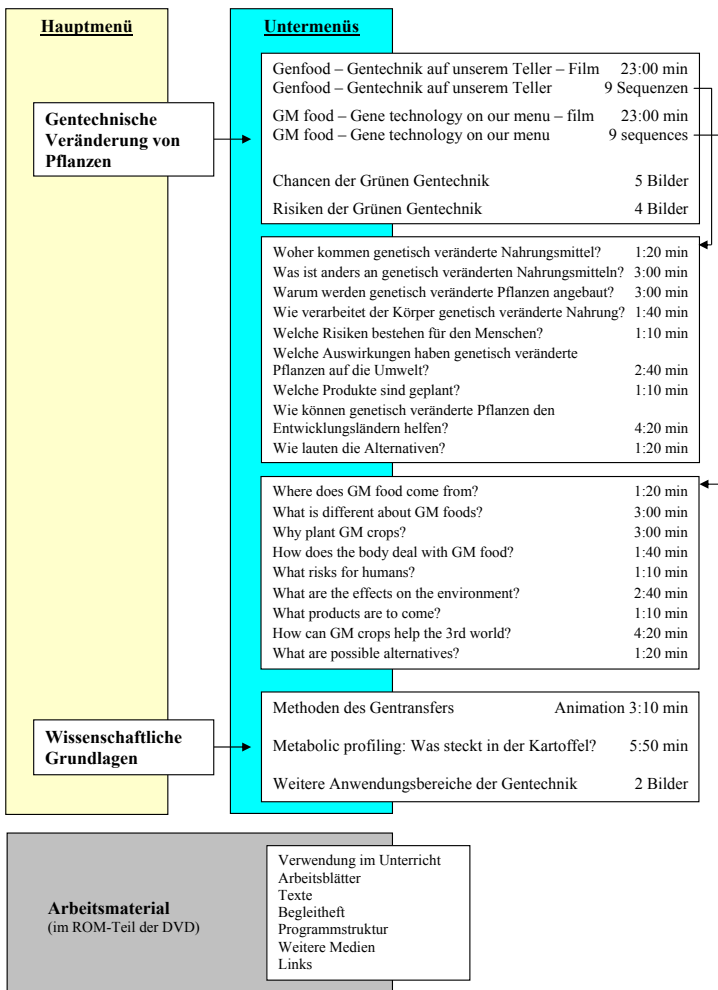 Hauptmenü
Untermenüs
Gentechnische
Veränderung von
Pflanzen
Genfood – Gentechnik auf unserem Teller – Film 23:00 min
Genfood – Gentechnik auf unserem Teller 9 Sequenzen
GM food – Gene technology on our menu – film 23:00 min
GM food – Gene technology on our menu 9 sequences
Chancen der Grünen Gentechnik 5 Bilder
Risiken der Grünen Gentechnik 4 Bilder
Woher kommen genetisch veränderte Nahrungsmittel? 1:20 min
Was ist anders an genetisch veränderten Nahrungsmitteln? 3:00 min
Warum werden genetisch veränderte Pflanzen angebaut? 3:00 min
Wie verarbeitet der Körper genetisch veränderte Nahrung? 1:40 min
Welche Risiken bestehen für den Menschen? 1:10 min
Welche Auswirkungen haben genetisch veränderte
Pflanzen auf die Umwelt? 2:40 min
Welche Produkte sind geplant? 1:10 min
Wie können genetisch veränderte Pflanzen den
Entwicklungsländern helfen? 4:20 min
Wie lauten die Alternativen? 1:20 min
Where does GM food come from? 1:20 min
What is different about GM foods? 3:00 min
Why plant GM crops? 3:00 min
How does the body deal with GM food? 1:40 min
What risks for humans? 1:10 min
What are the effects on the environment? 2:40 min
What products are to come? 1:10 min
How can GM crops help the 3rd world? 4:20 min
What are possible alternatives? 1:20 min
Wissenschaftliche
Grundlagen
Methoden des Gentransfers Animation 3:10 min
Metabolic profiling: Was steckt in der Kartoffel? 5:50 min
Weitere Anwendungsbereiche der Gentechnik 2 Bilder
Arbeitsmaterial
(im ROM-Teil der DVD)
Verwendung im Unterricht
Arbeitsblätter
Texte
Begleitheft
Programmstruktur
Weitere Medien
Links